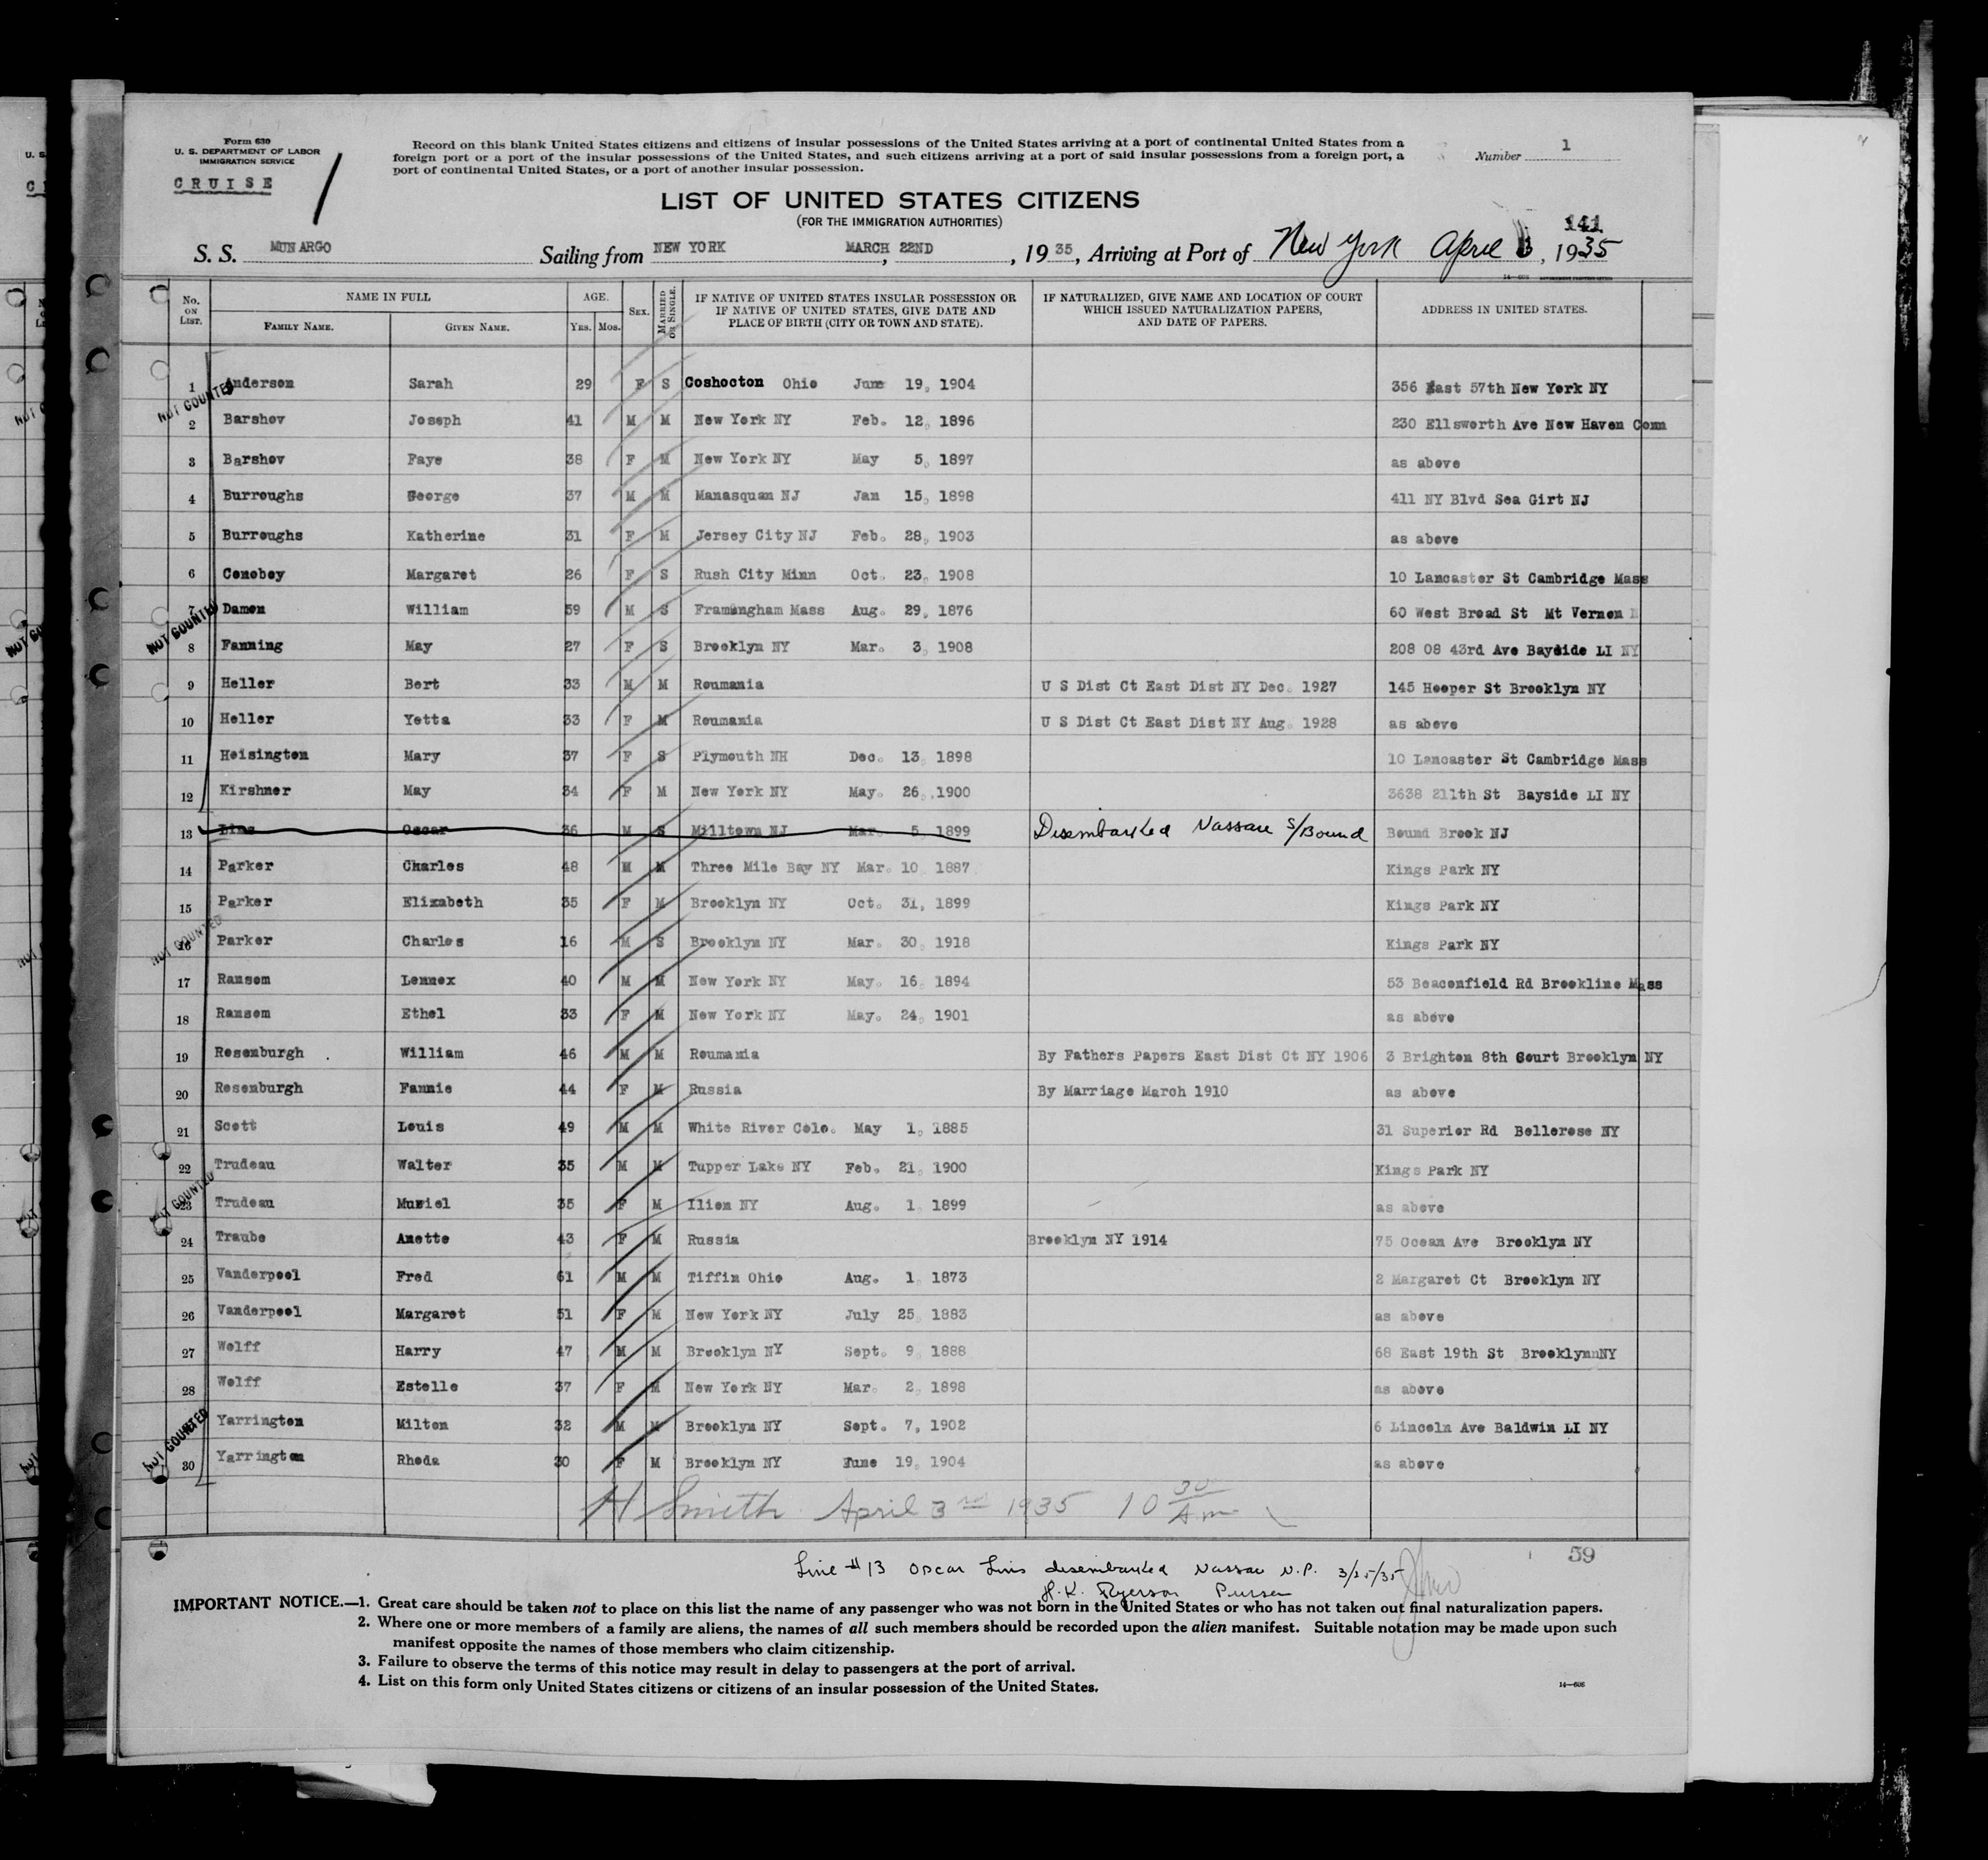 Form 630
U. S. DEPARTMENT OF LABOR
IMMIGRATION SERVICE
CRUISE
Record on this blank United States citizens and citizens of insular possessions of the United States arriving at a port of continental United States from a
foreign port or a port of the insular possessions of the United States, and such citizens arriving at a port of said insular possessions from a foreign port, a
port of continental United States, or a port of another insular possession.
Number 1
LIST OF UNITED STATES CITIZENS
(FOR THE IMMIGRATION AUTHORITIES)
141
S. S. MUNARGO Sailing from NEW YORK MARCH 22ND, 1935, Arriving at Port of New York April 3, 1935
No. ON LIST. NAME IN FULL FAMILY NAME. GIVEN NAME. AGE. YRS. MOS. SEX. MARRIED OR SINGLE. IF NATIVE OF UNITED STATES INSULAR POSSESSION OR IF NATIVE OF UNITED STATES, GIVE DATE AND PLACE OF BIRTH (CITY OR TOWN AND STATE). IF NATURALIZED, GIVE NAME AND LOCATION OF COURT WHICH ISSUED NATURALIZATION PAPERS, AND DATE OF PAPERS. ADDRESS IN UNITED STATES.
1 Anderson Sarah 29 F S Coshocton Ohio June 19, 1904 356 East 57th New York NY
NOT COUNTED
2 Barshov Joseph 41 M M New York NY Feb. 12, 1896 230 Ellsworth Ave New Haven Conn
3 Barshov Faye 38 F M New York NY May 5, 1897 as above
4 Burroughs George 37 M M Manasquan NJ Jan 15, 1898 411 NY Blvd Sea Girt NJ
5 Burroughs Katherine 31 F M Jersey City NJ Feb. 28, 1903 as above
6 Conoboy Margaret 26 F S Rush City Minn Oct. 23, 1908 10 Lancaster St Cambridge Mass
7 Damon William 59 M S Framingham Mass Aug. 29, 1876 60 West Broad St Mt Vernon N
NOT COUNTED
8 Fanning May 27 F S Brooklyn NY Mar. 3, 1908 208 08 43rd Ave Bayside LI NY
9 Heller Bert 33 M M Roumania U S Dist Ct East Dist NY Dec. 1927 145 Hooper St Brooklyn NY
10 Heller Yetta 33 F M Roumania U S Dist Ct East Dist NY Aug. 1928 as above
11 Hoisington Mary 37 F S Plymouth NH Dec. 13, 1898 10 Lancaster St Cambridge Mass
12 Kirshner May 34 F M New York NY May. 26, 1900 3638 211th St Bayside LI NY
13 Lins Oscar 36 M S Milltown NJ Mar. 5, 1899 Disembarked Nassau S/Bound Bound Brook NJ
14 Parker Charles 48 M M Three Mile Bay NY Mar. 10, 1887 Kings Park NY
15 Parker Elizabeth 35 F M Brooklyn NY Oct. 31, 1899 Kings Park NY
NOT COUNTED
16 Parker Charles 16 M S Brooklyn NY Mar. 30, 1918 Kings Park NY
17 Ransom Lennox 40 M M New York NY May. 16, 1894 53 Beaconfield Rd Brookline Mass
18 Ransom Ethel 33 F M New York NY May. 24, 1901 as above
19 Rosenburgh William 46 M M Roumania By Fathers Papers East Dist Ct NY 1906 3 Brighton 8th Court Brooklyn NY
20 Rosenburgh Fannie 44 F M Russia By Marriage March 1910 as above
21 Scott Louis 49 M M White River Colo. May 1, 1885 31 Superior Rd Bellerose NY
22 Trudeau Walter 35 M M Tupper Lake NY Feb. 21, 1900 Kings Park NY
NOT COUNTED
23 Trudeau Muriel 35 F M Ilion NY Aug. 1, 1899 as above
24 Traube Anette 43 F M Russia Brooklyn NY 1914 75 Ocean Ave Brooklyn NY
25 Vanderpool Fred 61 M M Tiffin Ohio Aug. 1, 1873 2 Margaret Ct Brooklyn NY
26 Vanderpool Margaret 51 F M New York NY July 25, 1883 as above
27 Wolff Harry 47 M M Brooklyn NY Sept. 9, 1888 68 East 19th St BrooklynnNY
28 Wolff Estelle 37 F M New York NY Mar. 2, 1898 as above
29 Yarrington Milton 32 M M Brooklyn NY Sept. 7, 1902 6 Lincoln Ave Baldwin LI NY
NOT COUNTED
30 Yarrington Rhoda 30 F M Brooklyn NY June 19, 1904 as above
H Smith April 3rd 1935 10 30 Am
59
Line #13 Oscar Lins disembarked Nassau N.P. 3/25/35
H.K. Ryerson Purser
IMPORTANT NOTICE.—1. Great care should be taken not to place on this list the name of any passenger who was not born in the United States or who has not taken out final naturalization papers.
2. Where one or more members of a family are aliens, the names of all such members should be recorded upon the alien manifest. Suitable notation may be made upon such
manifest opposite the names of those members who claim citizenship.
3. Failure to observe the terms of this notice may result in delay to passengers at the port of arrival.
4. List on this form only United States citizens or citizens of an insular possession of the United States.
14—606